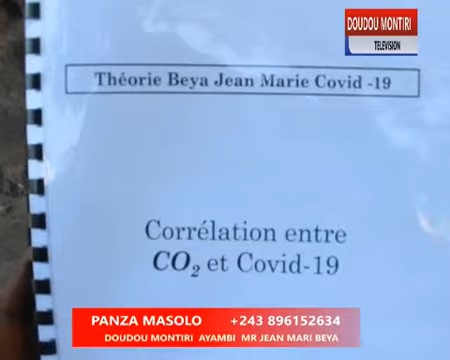 DOUDOU MONTIRI
TELEVISION
Théorie Beya Jean Marie Covid -19
Corrélation entre
CO₂ et Covid-19
PANZA MASOLO +243 896152634
DOUDOU MONTIRI AYAMBI MR JEAN MARI BEYA